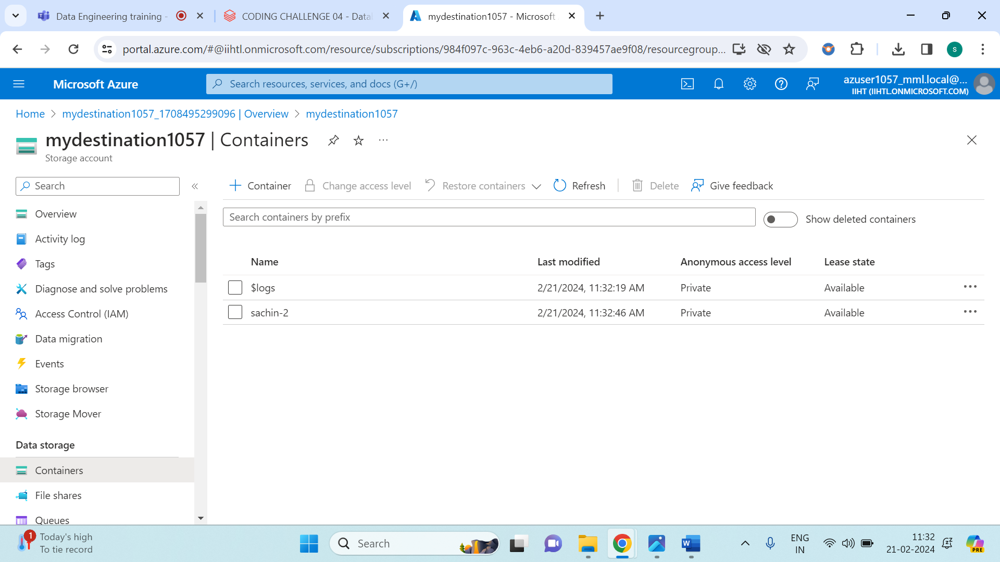 Data Engineering training -
CODING CHALLENGE 04 - Datal
mydestination1057 - Microsoft
portal.azure.com/#@iihtl.onmicrosoft.com/resource/subscriptions/984f097c-963c-4eb6-a20d-839457ae9f08/resourcegroup...
S
Microsoft Azure
Search resources, services, and docs (G+/)
azuser1057_mml.local@...
IIHT (IIHTL.ONMICROSOFT.COM)
Home > mydestination1057_1708495299096 | Overview > mydestination1057
mydestination1057 | Containers
Storage account
Search
Container
Change access level
Restore containers
Refresh
Delete
Give feedback
Search containers by prefix
Show deleted containers
Overview
Activity log
Tags
Diagnose and solve problems
Access Control (IAM)
Data migration
Events
Storage browser
Storage Mover
Data storage
Containers
File shares
Queues
Name Last modified Anonymous access level Lease state
$logs 2/21/2024, 11:32:19 AM Private Available
sachin-2 2/21/2024, 11:32:46 AM Private Available
1
Today's high
To tie record
Search
W
ENG
IN
11:32
21-02-2024
PRE